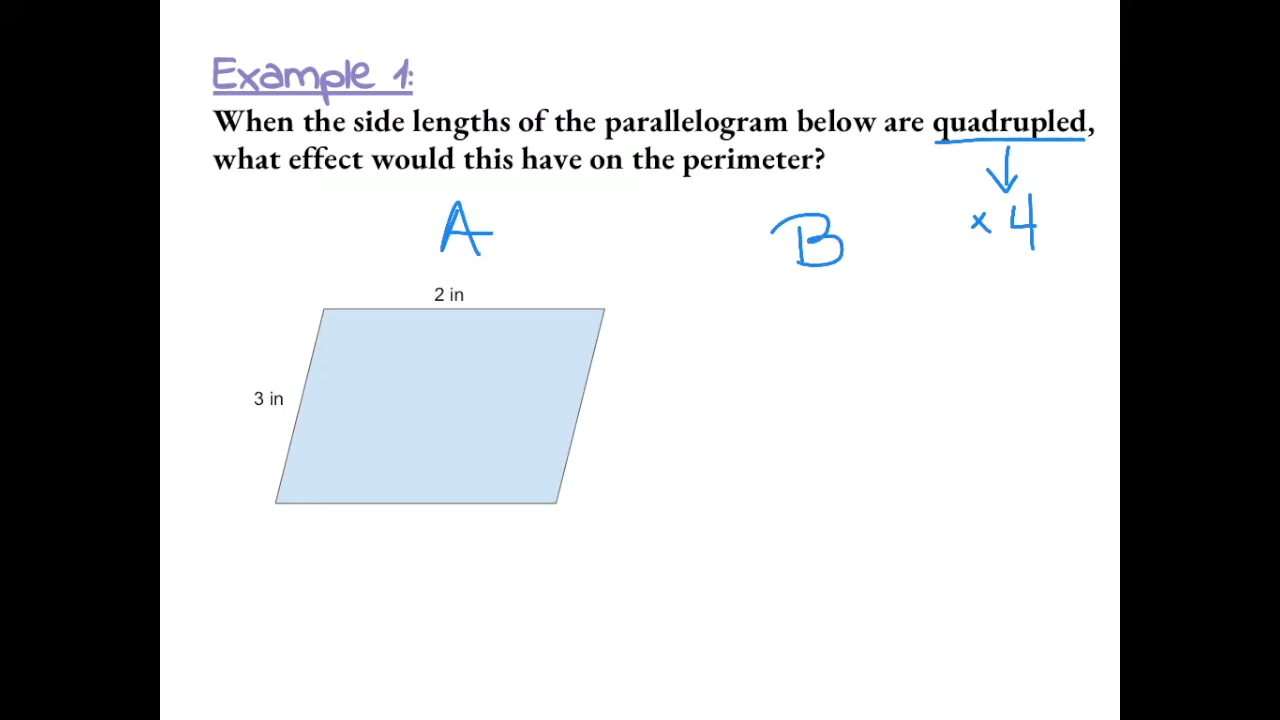 Example 1:
When the side lengths of the parallelogram below are quadrupled,
what effect would this have on the perimeter?
A
B
× 4
2 in
3 in